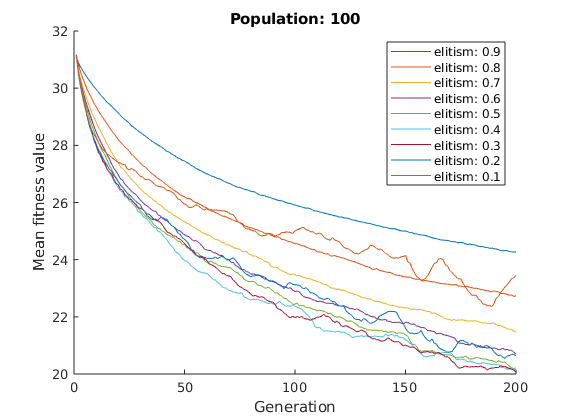 Population: 100
32
30
28
26
24
22
20
Mean fitness value
elitism: 0.9
elitism: 0.8
elitism: 0.7
elitism: 0.6
elitism: 0.5
elitism: 0.4
elitism: 0.3
elitism: 0.2
elitism: 0.1
0 50 100 150 200
Generation